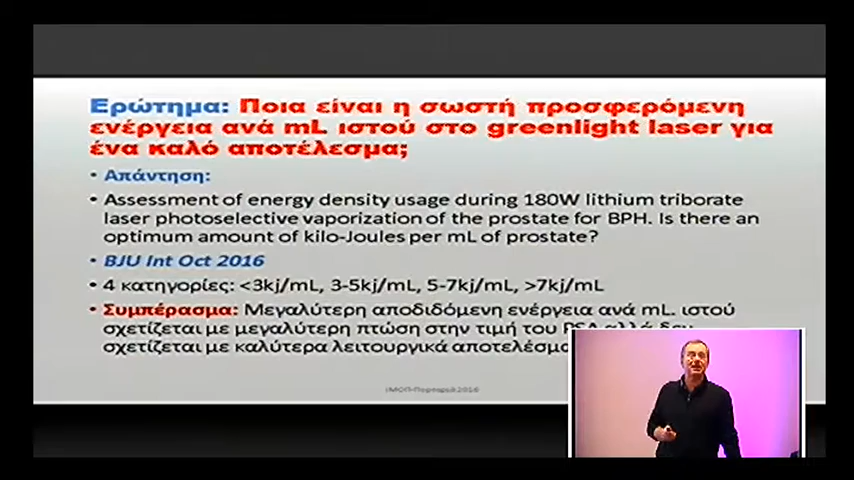 Ερώτημα: Ποια είναι η σωστή προσφερόμενη
ενέργεια ανά mL ιστού στο greenlight laser για
ένα καλό αποτέλεσμα;
• Απάντηση:
• Assessment of energy density usage during 180W lithium triborate
laser photoselective vaporization of the prostate for BPH. Is there an
optimum amount of kilo-Joules per mL of prostate?
• BJU Int Oct 2016
• 4 κατηγορίες: <3kj/mL, 3-5kj/mL, 5-7kj/mL, >7kj/mL
• Συμπέρασμα: Μεγαλύτερη αποδιδόμενη ενέργεια ανά mL. ιστού
σχετίζεται με μεγαλύτερη πτώση στην τιμή του PSA αλλά δεν
σχετίζεται με καλύτερα λειτουργικά